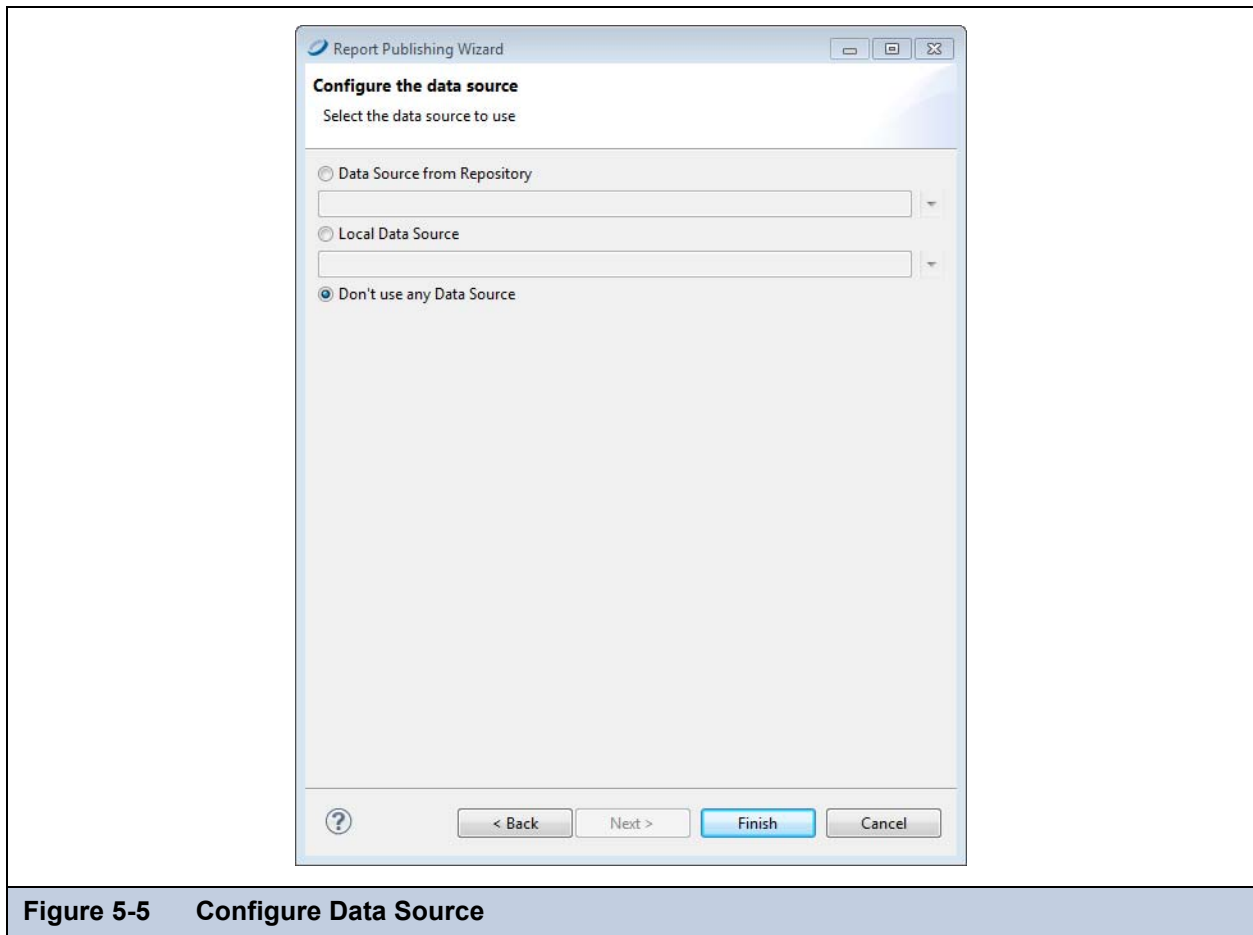 Report Publishing Wizard
Configure the data source
Select the data source to use
Data Source from Repository
Local Data Source
Don't use any Data Source
?
< Back
Next >
Finish
Cancel
Figure 5-5 Configure Data Source